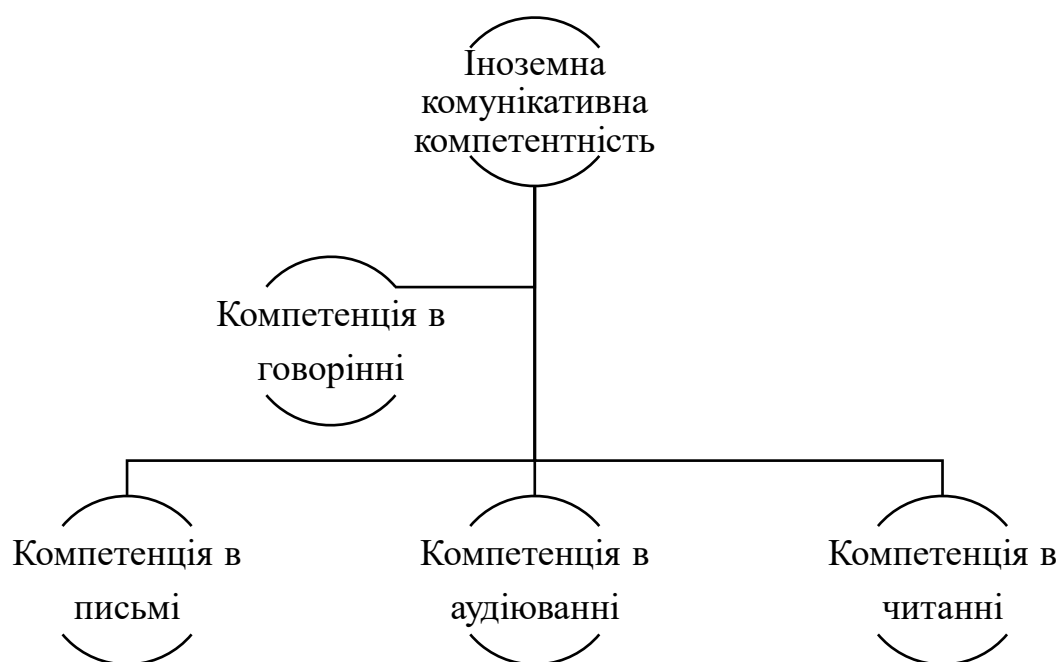 Іноземна
комунікативна
компетентність
Компетенція в
говорінні
Компетенція в
письмі
Компетенція в
аудіюванні
Компетенція в
читанні